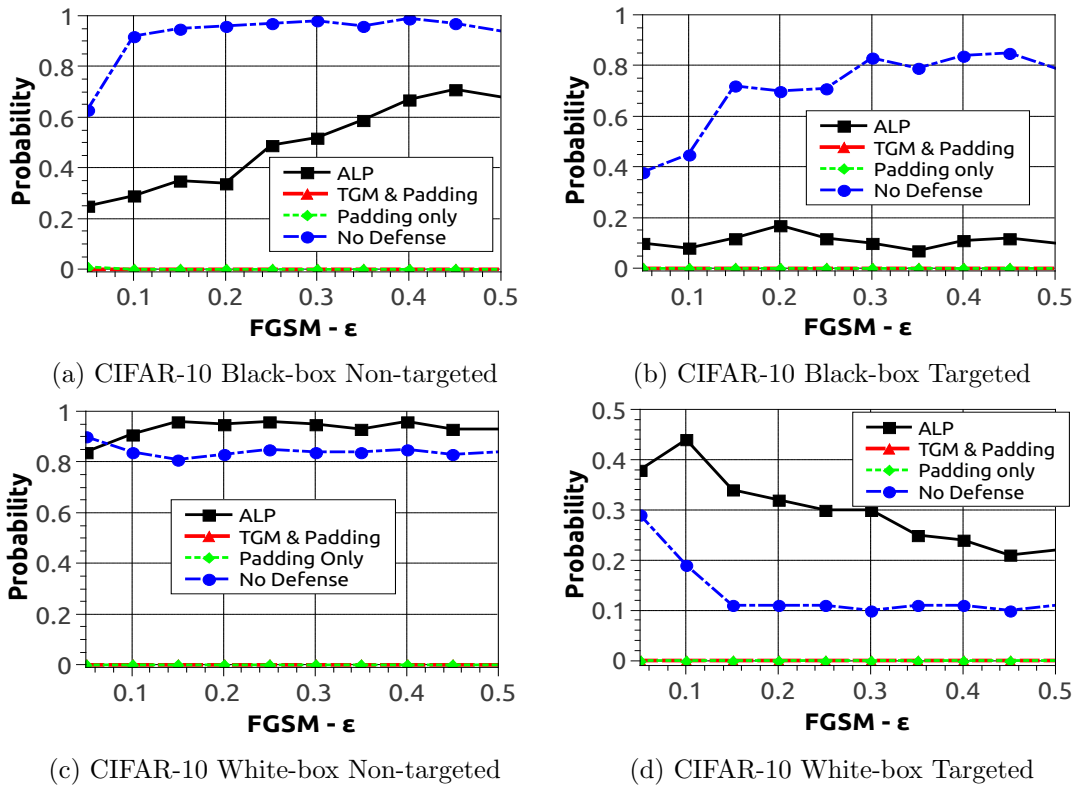 1
0.8
0.6
0.4
0.2
0
Probability
ALP
TGM & Padding
Padding only
No Defense
0.1 0.2 0.3 0.4 0.5
FGSM - ε
(a) CIFAR-10 Black-box Non-targeted
1
0.8
0.6
0.4
0.2
0
Probability
ALP
TGM & Padding
Padding only
No Defense
0.1 0.2 0.3 0.4 0.5
FGSM - ε
(b) CIFAR-10 Black-box Targeted
1
0.8
0.6
0.4
0.2
0
Probability
ALP
TGM & Padding
Padding Only
No Defense
0.1 0.2 0.3 0.4 0.5
FGSM - ε
(c) CIFAR-10 White-box Non-targeted
0.5
0.4
0.3
0.2
0.1
0
Probability
ALP
TGM & Padding
Padding only
No Defense
0.1 0.2 0.3 0.4 0.5
FGSM - ε
(d) CIFAR-10 White-box Targeted